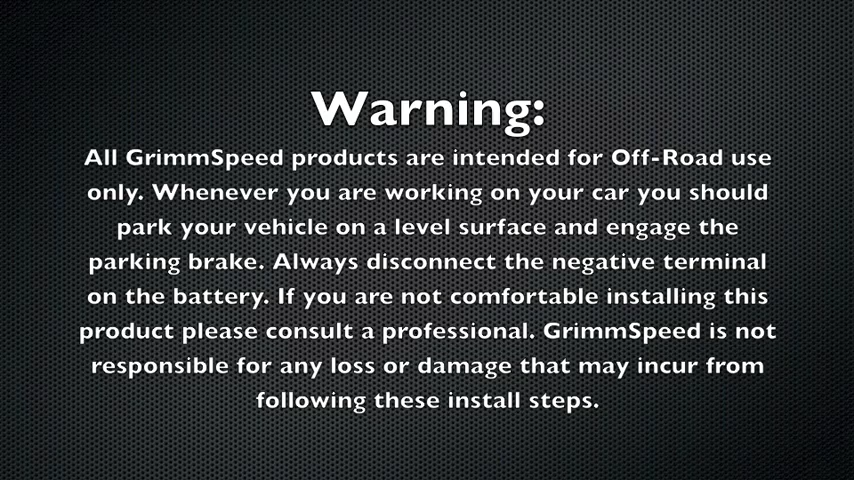 Warning:
All GrimmSpeed products are intended for Off-Road use
only. Whenever you are working on your car you should
park your vehicle on a level surface and engage the
parking brake. Always disconnect the negative terminal
on the battery. If you are not comfortable installing this
product please consult a professional. GrimmSpeed is not
responsible for any loss or damage that may incur from
following these install steps.